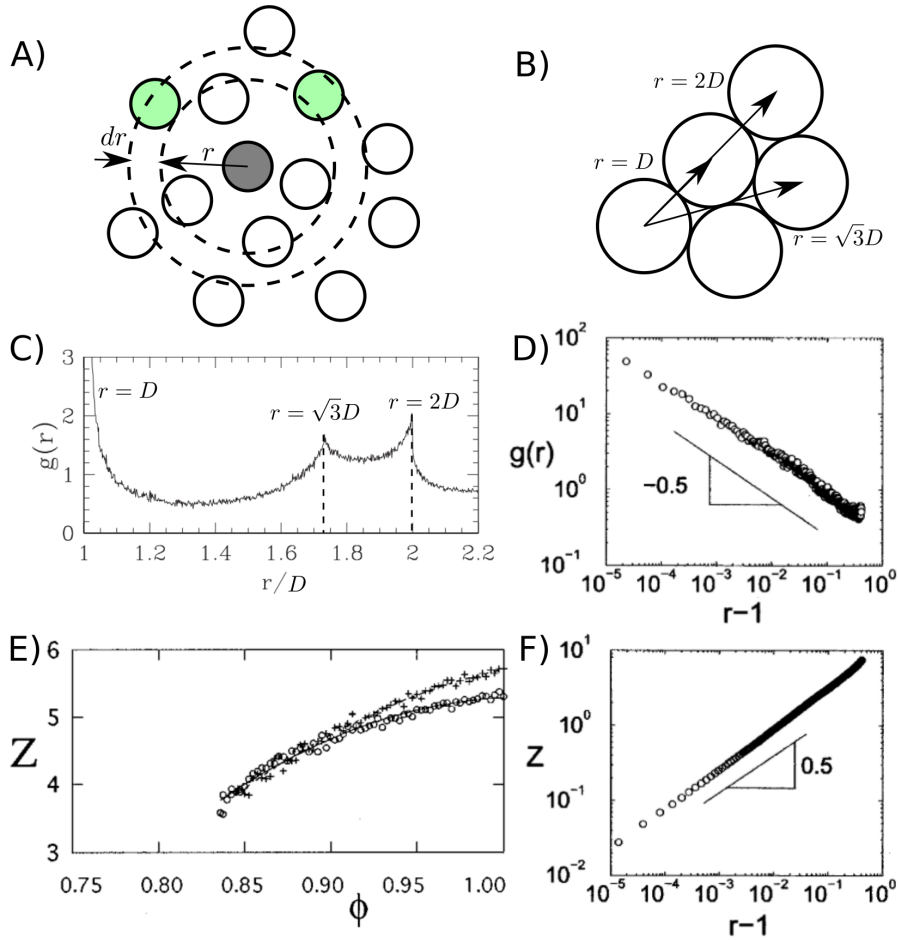 A)
dr
r
B)
r = 2D
r = D
r = √3D
C)
3
2
1
0
g(r)
r = D
r = √3D
r = 2D
1 1.2 1.4 1.6 1.8 2 2.2
r/D
D)
10²
10¹
10⁰
10⁻¹
g(r)
−0.5
10⁻⁵ 10⁻⁴ 10⁻³ 10⁻² 10⁻¹ 10⁰
r−1
E)
6
5
4
3
Z
0.75 0.80 0.85 0.90 0.95 1.00
ϕ
F)
10¹
10⁰
10⁻¹
10⁻²
Z
0.5
10⁻⁵ 10⁻⁴ 10⁻³ 10⁻² 10⁻¹ 10⁰
r−1